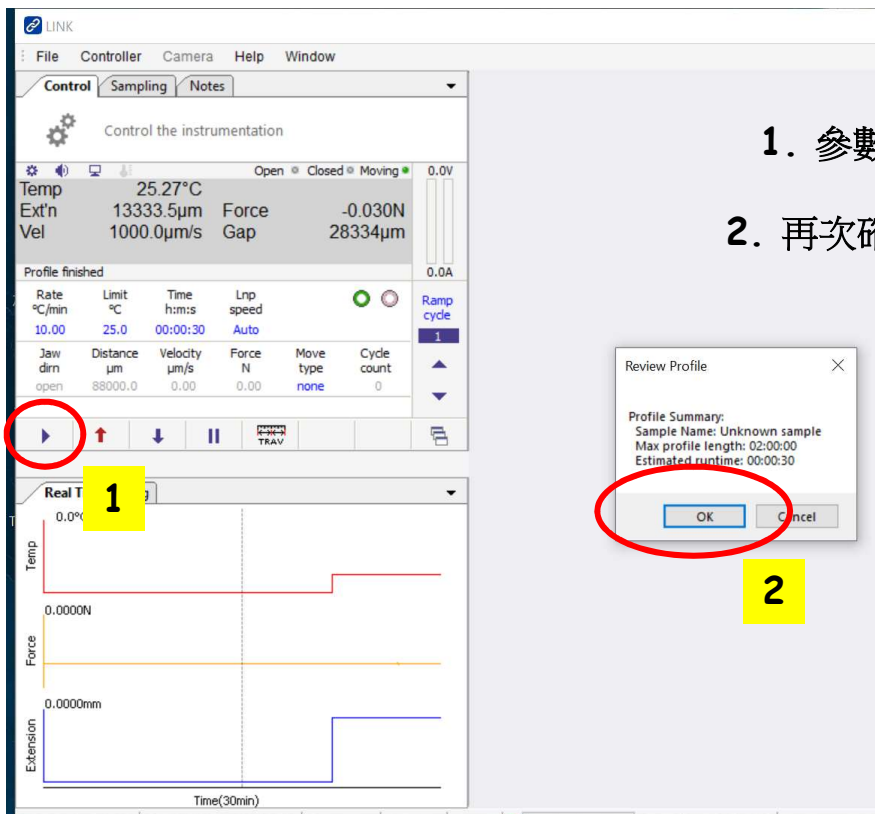 LINK
File Controller Camera Help Window
Control Sampling Notes
Control the instrumentation
1. 參數
2. 再次確
Open Closed Moving 0.0V
Temp 25.27°C
Ext'n 13333.5µm Force -0.030N
Vel 1000.0µm/s Gap 28334µm
Profile finished 0.0A
Rate °C/min Limit °C Time h:m:s Lnp speed Ramp cycle
10.00 25.0 00:00:30 Auto 1
Jaw dirn Distance µm Velocity µm/s Force N Move type Cycle count
open 88000.0 0.00 0.00 none 0
TRAV
1
Review Profile
Profile Summary:
Sample Name: Unknown sample
Max profile length: 02:00:00
Estimated runtime: 00:00:30
OK Cancel
2
Real T
0.0°
Temp
0.0000N
Force
0.0000mm
Extension
Time(30min)